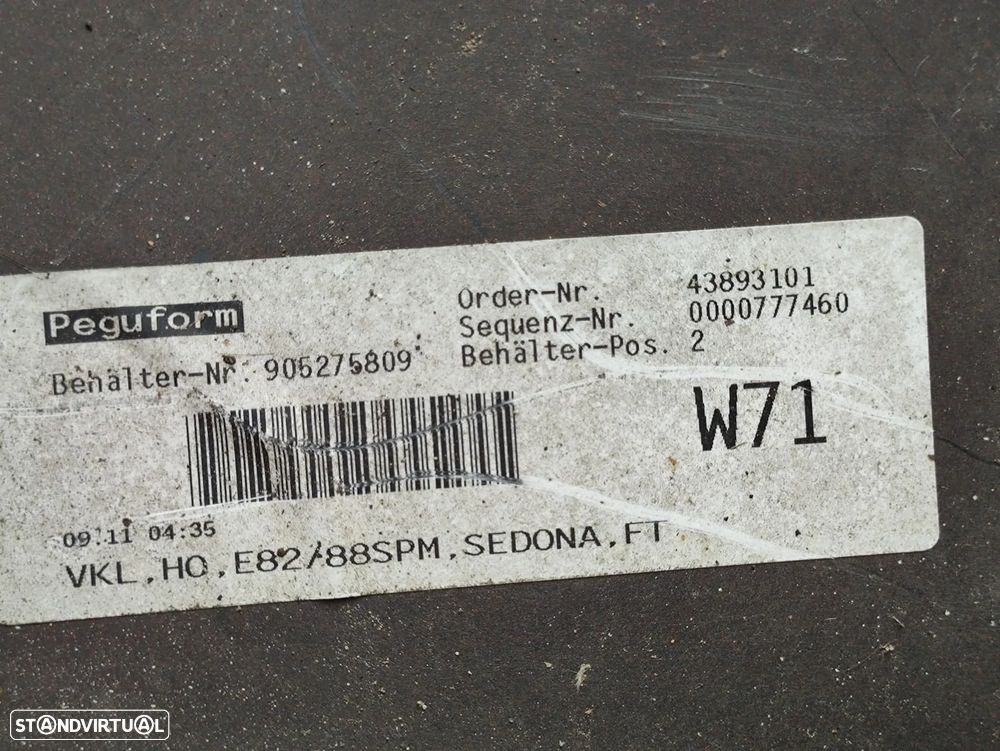 Peguform
Behälter-Nr. 905275809
Order-Nr. 43893101
Sequenz-Nr. 0000777460
Behälter-Pos. 2
W71
09.11 04:35
VKL,HO,E82/88SPM,SEDONA,FT
STANDVIRTUAL